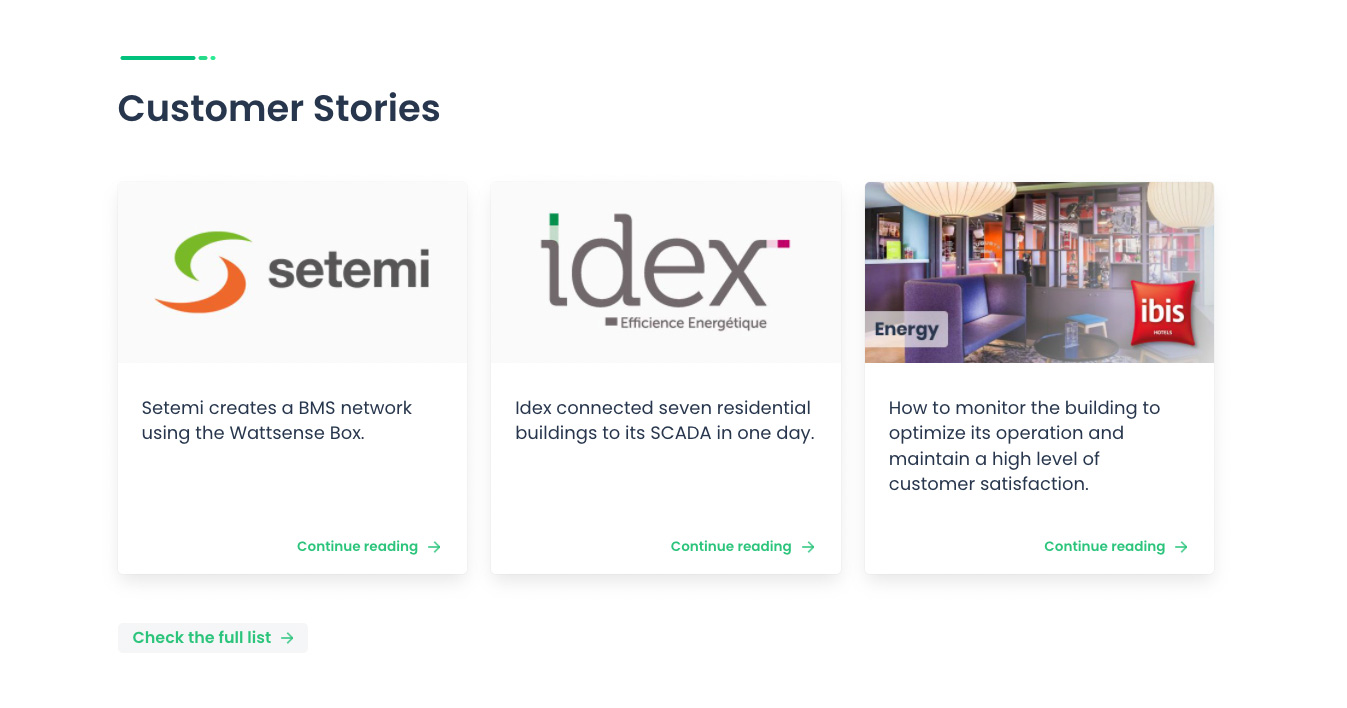 Customer Stories
setemi
idex
Efficience Energétique
Energy
ibis
HOTELS
Setemi creates a BMS network
using the Wattsense Box.
Idex connected seven residential
buildings to its SCADA in one day.
How to monitor the building to
optimize its operation and
maintain a high level of
customer satisfaction.
Continue reading →
Continue reading →
Continue reading →
Check the full list →